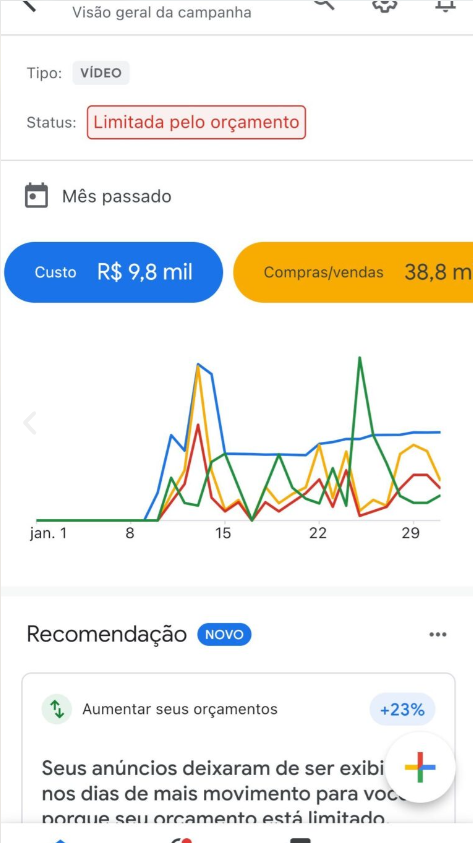 Visão geral da campanha
Tipo: VÍDEO
Status: Limitada pelo orçamento
Mês passado
Custo R$ 9,8 mil
Compras/vendas 38,8 m
jan. 1 8 15 22 29
Recomendação NOVO
Aumentar seus orçamentos +23%
Seus anúncios deixaram de ser exibi
nos dias de mais movimento para você
porque seu orçamento está limitado.